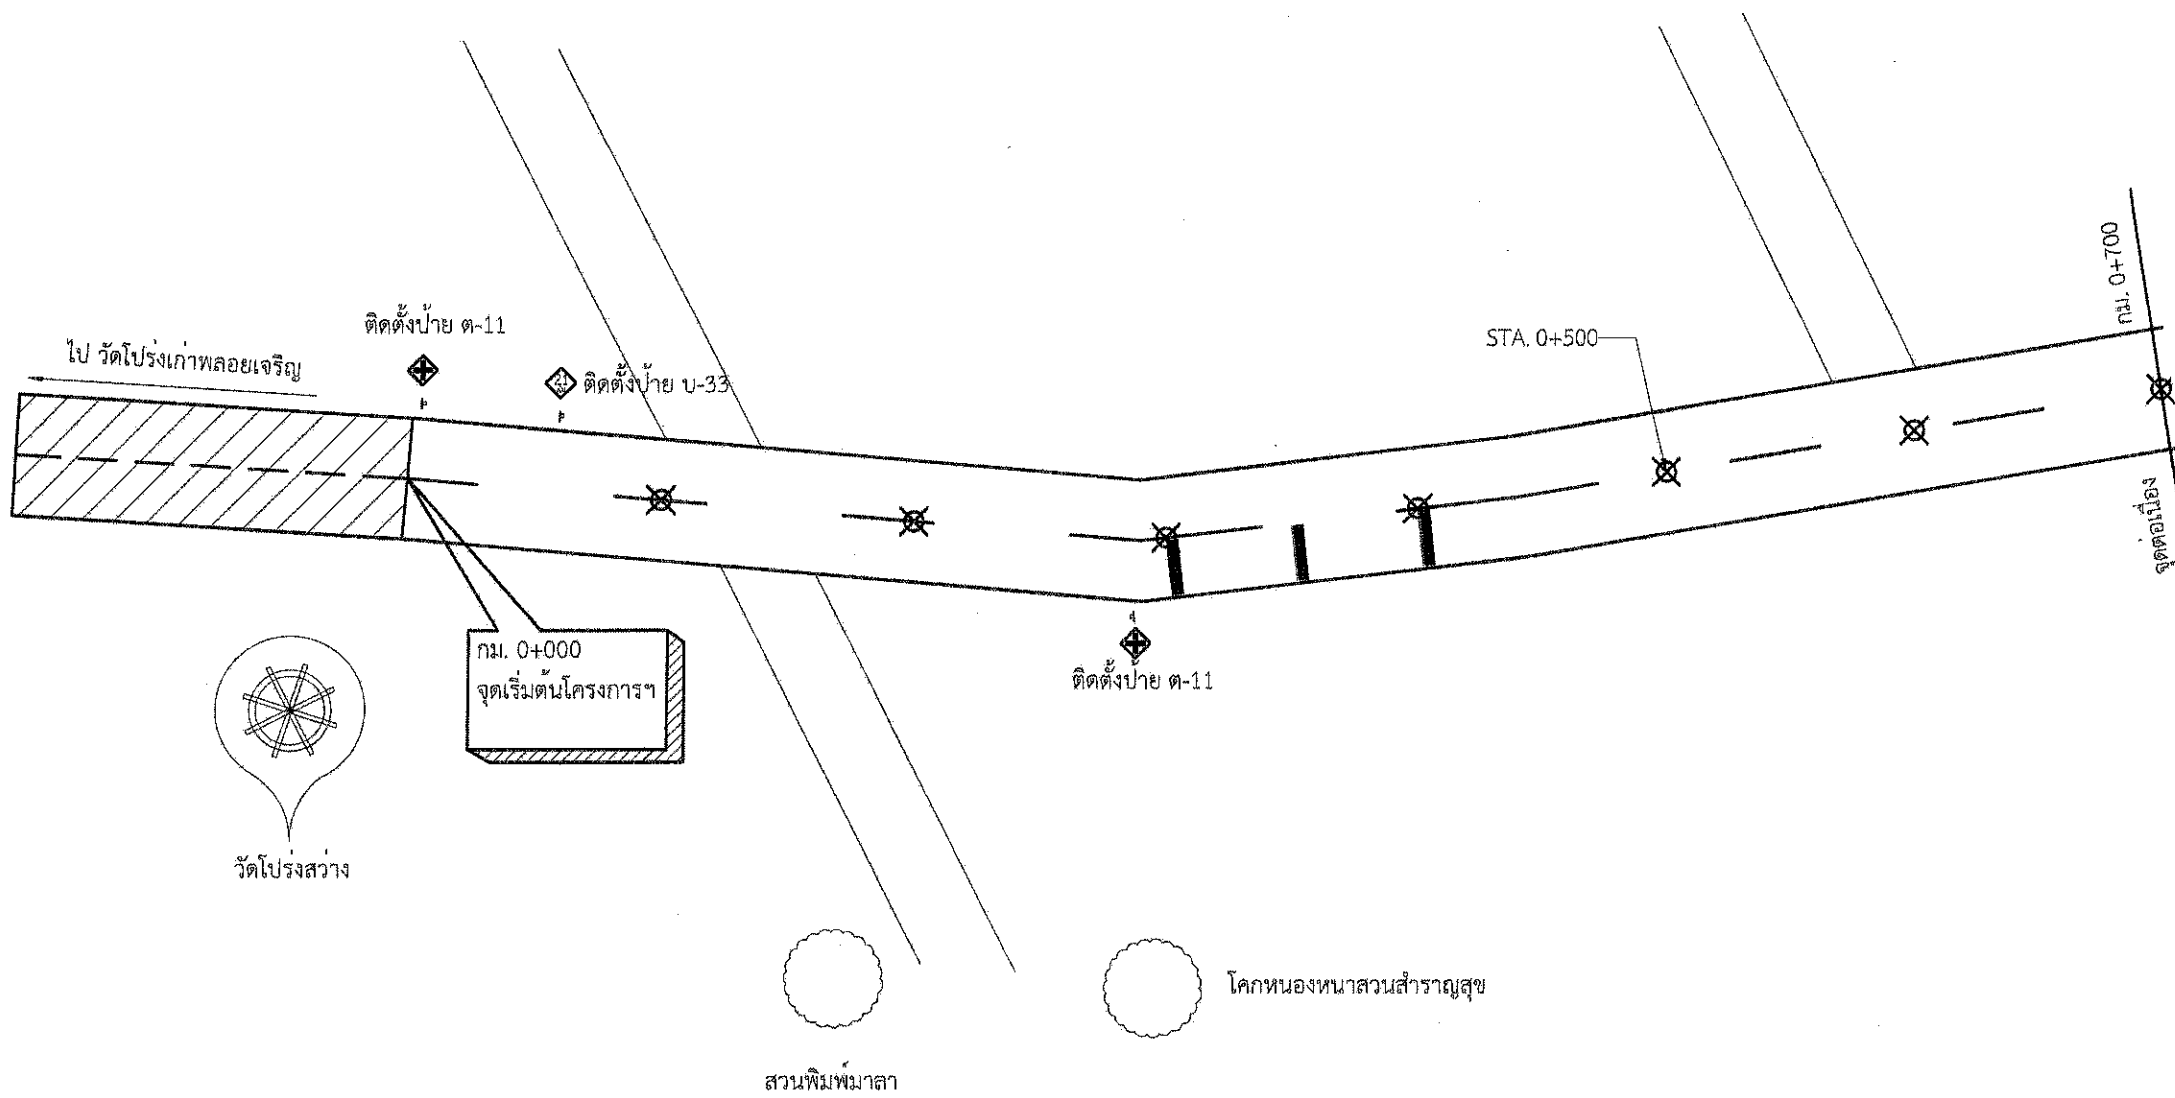 ติดตั้งป้าย ต-11
ไป วัดโปร่งเก่าพลอยเจริญ
ติดตั้งป้าย บ-33
STA. 0+500
กม. 0+700
จุดต่อเนื่อง
กม. 0+000
จุดเริ่มต้นโครงการฯ
ติดตั้งป้าย ต-11
วัดโปร่งสว่าง
โคกหนองหนาสวนสำราญสุข
สวนพิมพ์มาลา